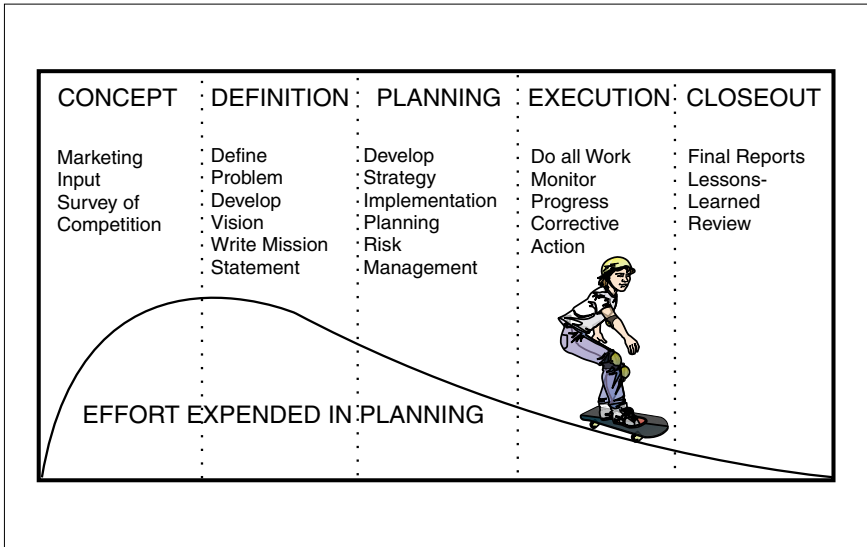 CONCEPT
Marketing
Input
Survey of
Competition
DEFINITION
Define
Problem
Develop
Vision
Write Mission
Statement
PLANNING
Develop
Strategy
Implementation
Planning
Risk
Management
EXECUTION
Do all Work
Monitor
Progress
Corrective
Action
CLOSEOUT
Final Reports
Lessons-
Learned
Review
EFFORT EXPENDED IN PLANNING